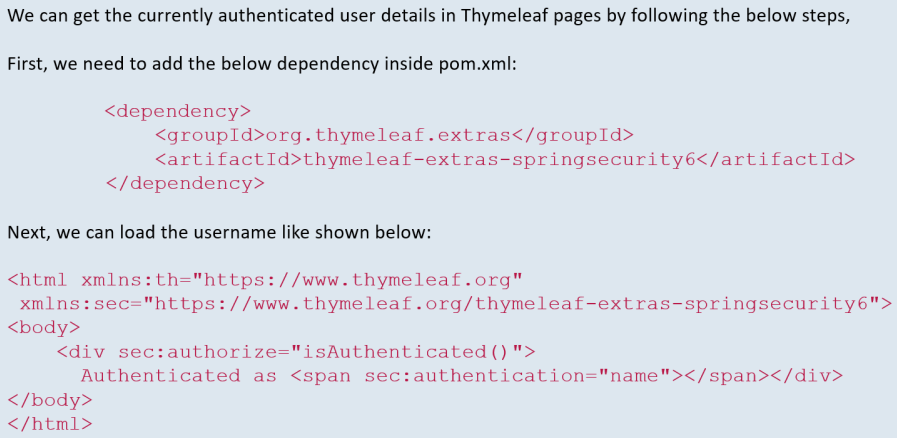 We can get the currently authenticated user details in Thymeleaf pages by following the below steps,
First, we need to add the below dependency inside pom.xml:
<dependency>
<groupId>org.thymeleaf.extras</groupId>
<artifactId>thymeleaf-extras-springsecurity6</artifactId>
</dependency>
Next, we can load the username like shown below:
<html xmlns:th="https://www.thymeleaf.org"
xmlns:sec="https://www.thymeleaf.org/thymeleaf-extras-springsecurity6">
<body>
<div sec:authorize="isAuthenticated()">
Authenticated as <span sec:authentication="name"></span></div>
</body>
</html>